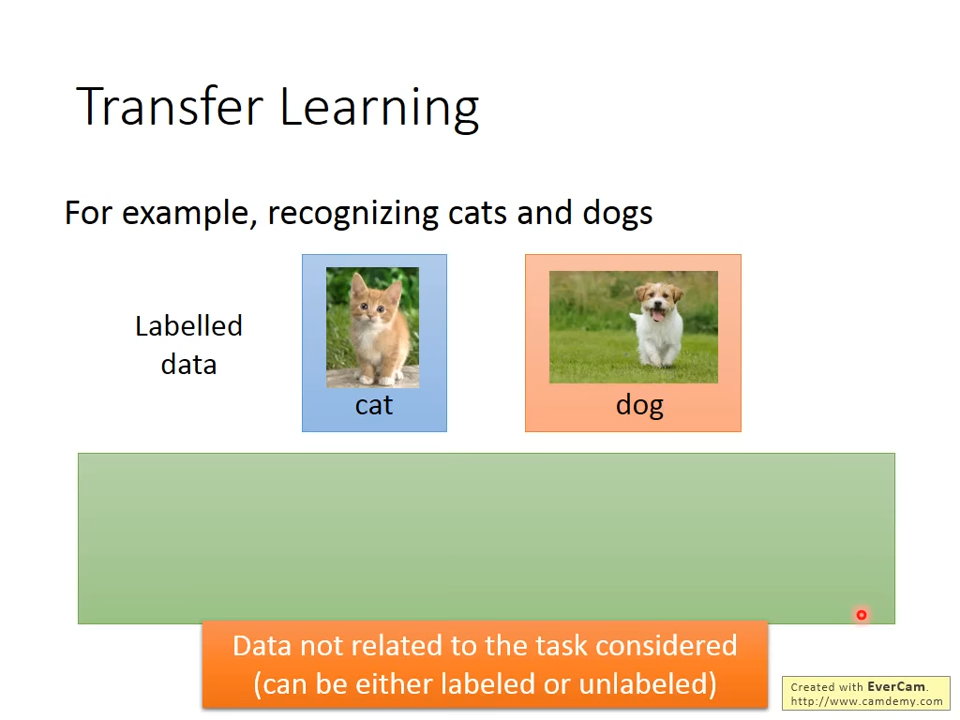 Transfer Learning
For example, recognizing cats and dogs
Labelled
data
cat
dog
Data not related to the task considered
(can be either labeled or unlabeled)
Created with EverCam.
http://www.camdemy.com